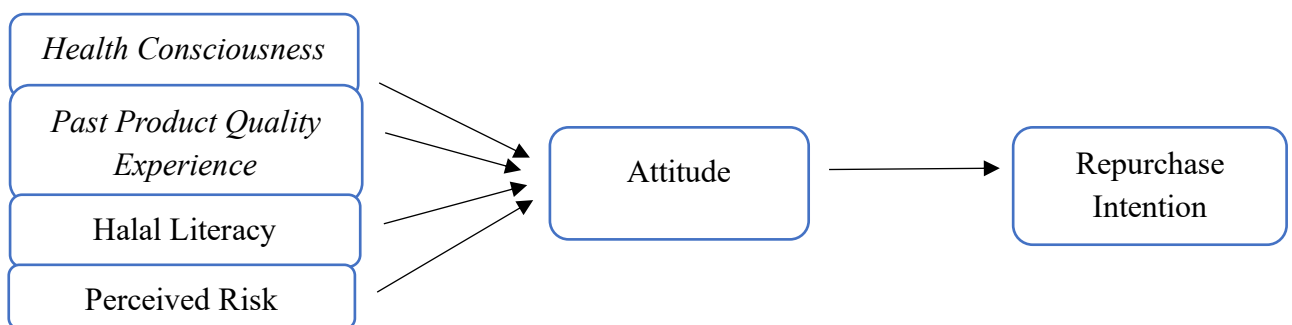 Health Consciousness
Past Product Quality
Experience
Halal Literacy
Perceived Risk
Attitude
Repurchase
Intention